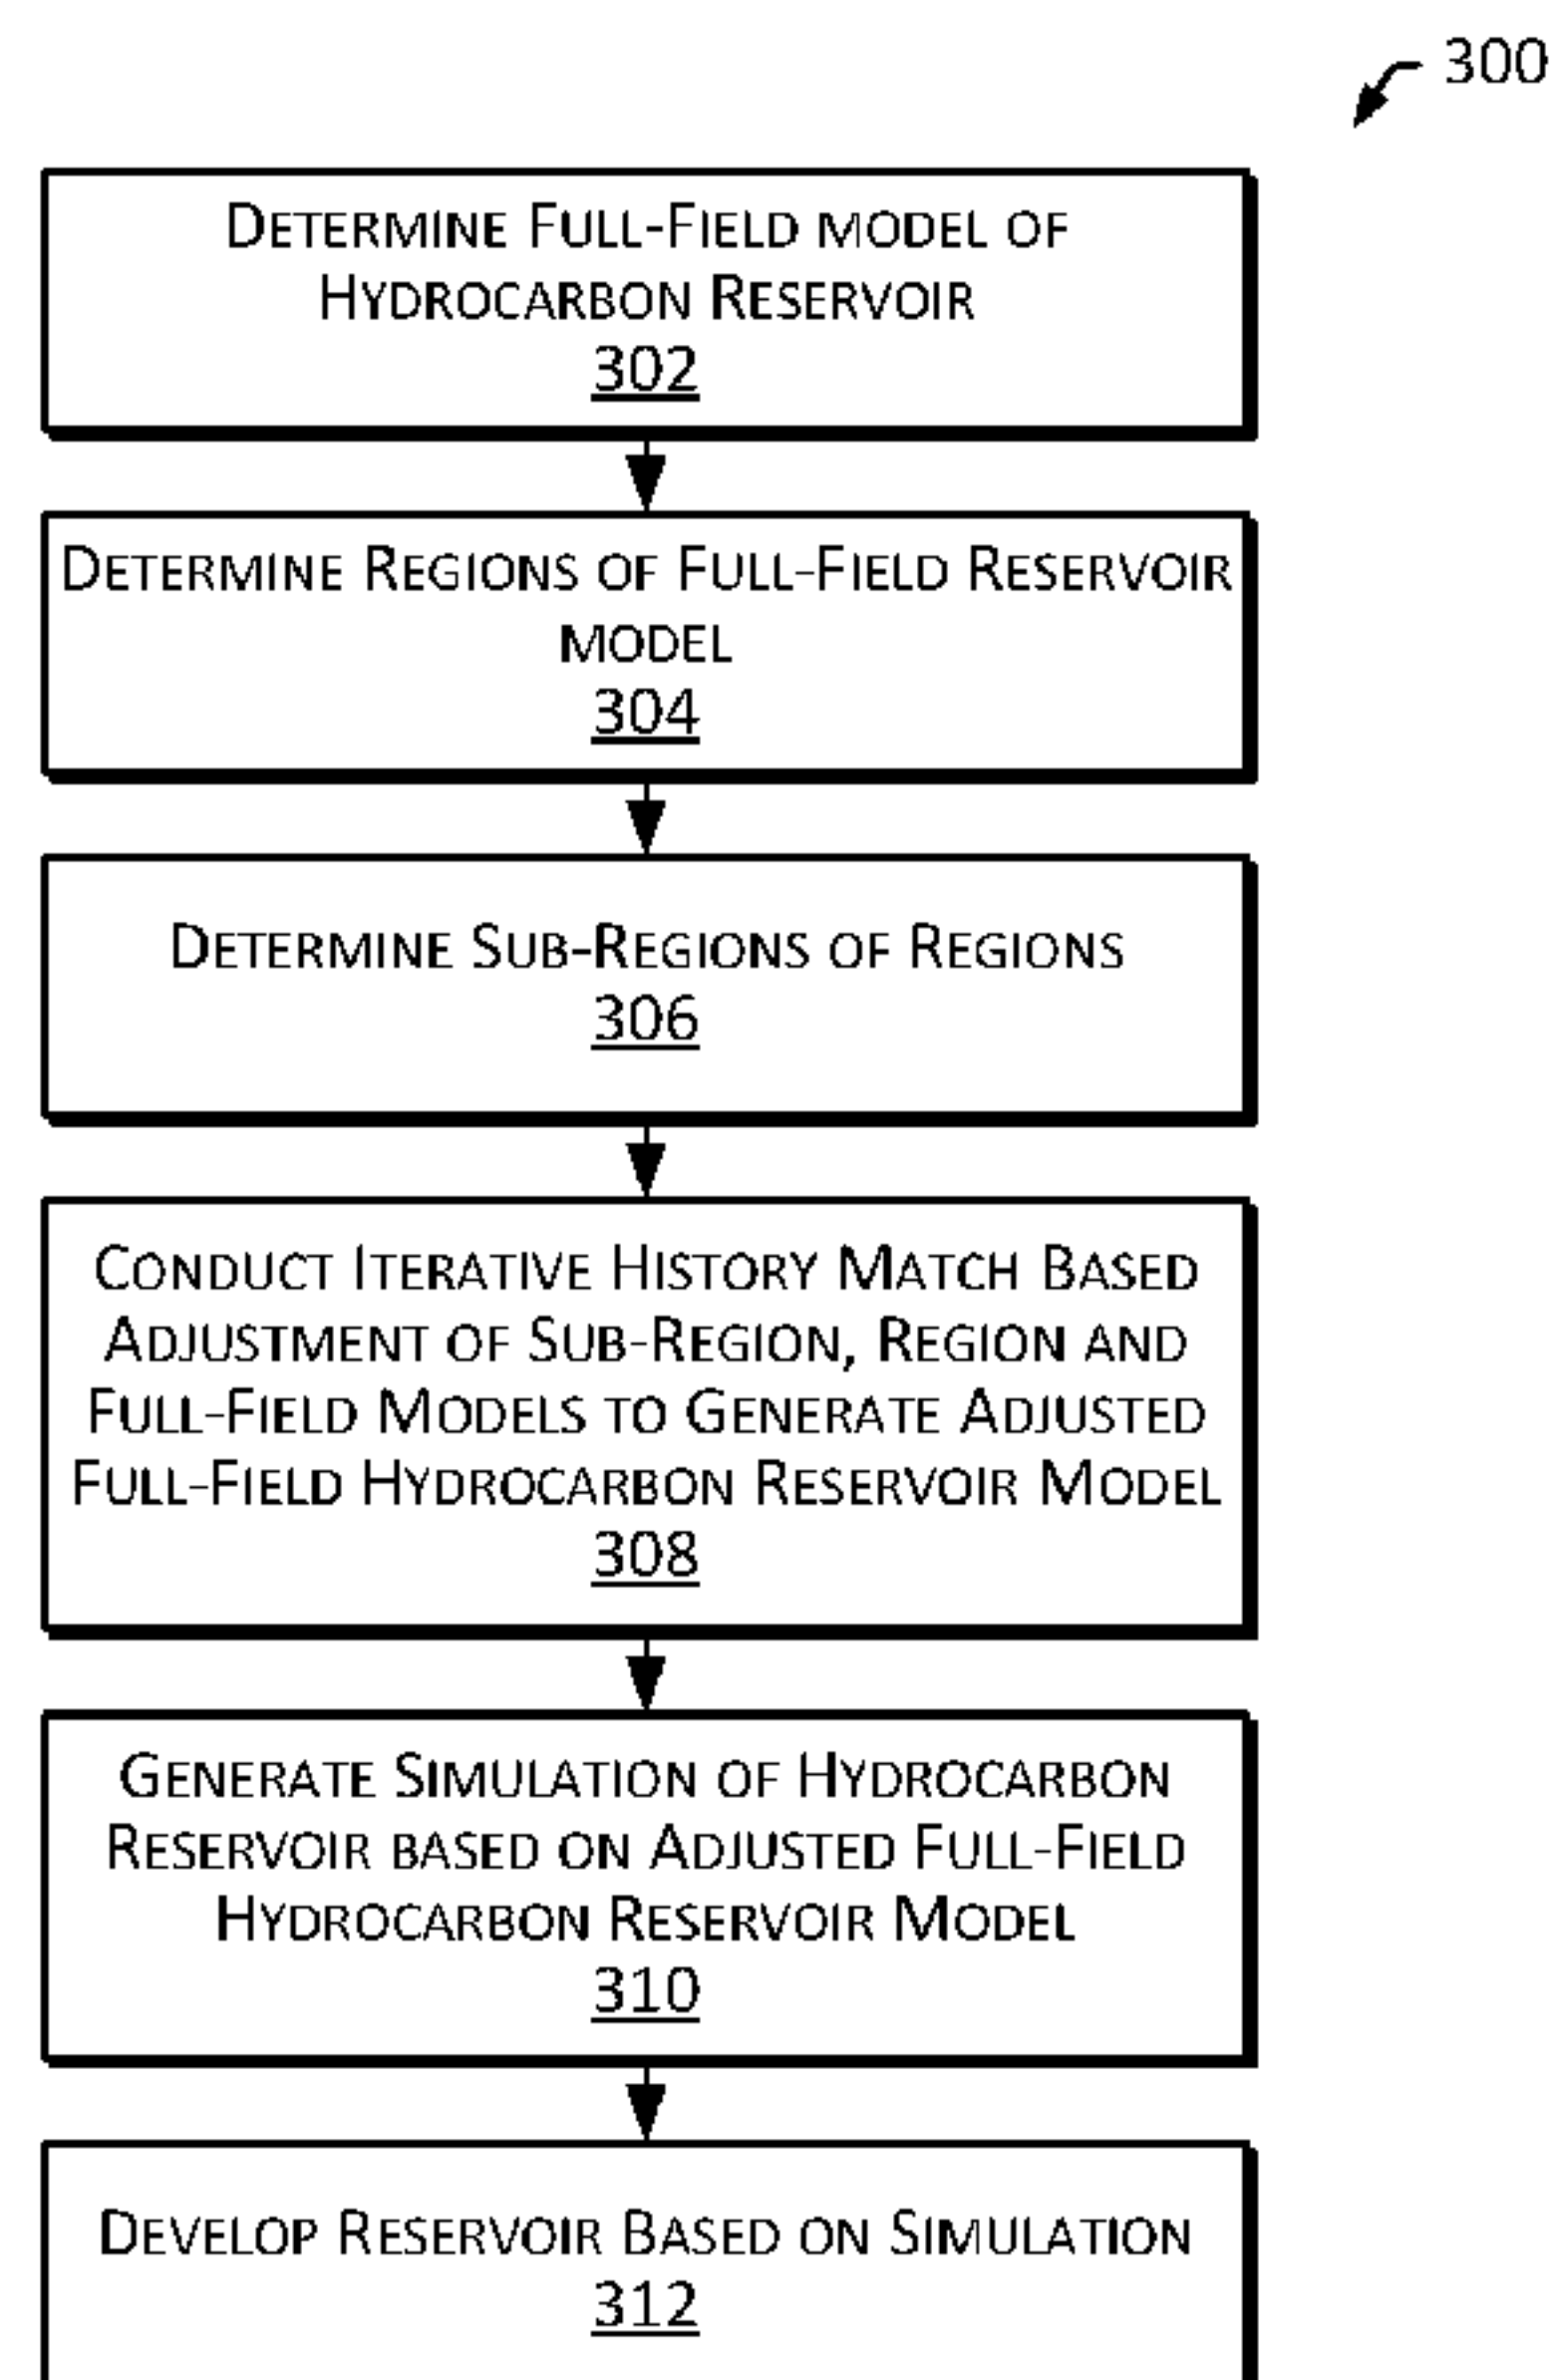 300
Determine Full-Field model of
Hydrocarbon Reservoir
302
Determine Regions of Full-Field Reservoir
model
304
Determine Sub-Regions of Regions
306
Conduct Iterative History Match Based
Adjustment of Sub-Region, Region and
Full-Field Models to Generate Adjusted
Full-Field Hydrocarbon Reservoir Model
308
Generate Simulation of Hydrocarbon
Reservoir based on Adjusted Full-Field
Hydrocarbon Reservoir Model
310
Develop Reservoir Based on Simulation
312